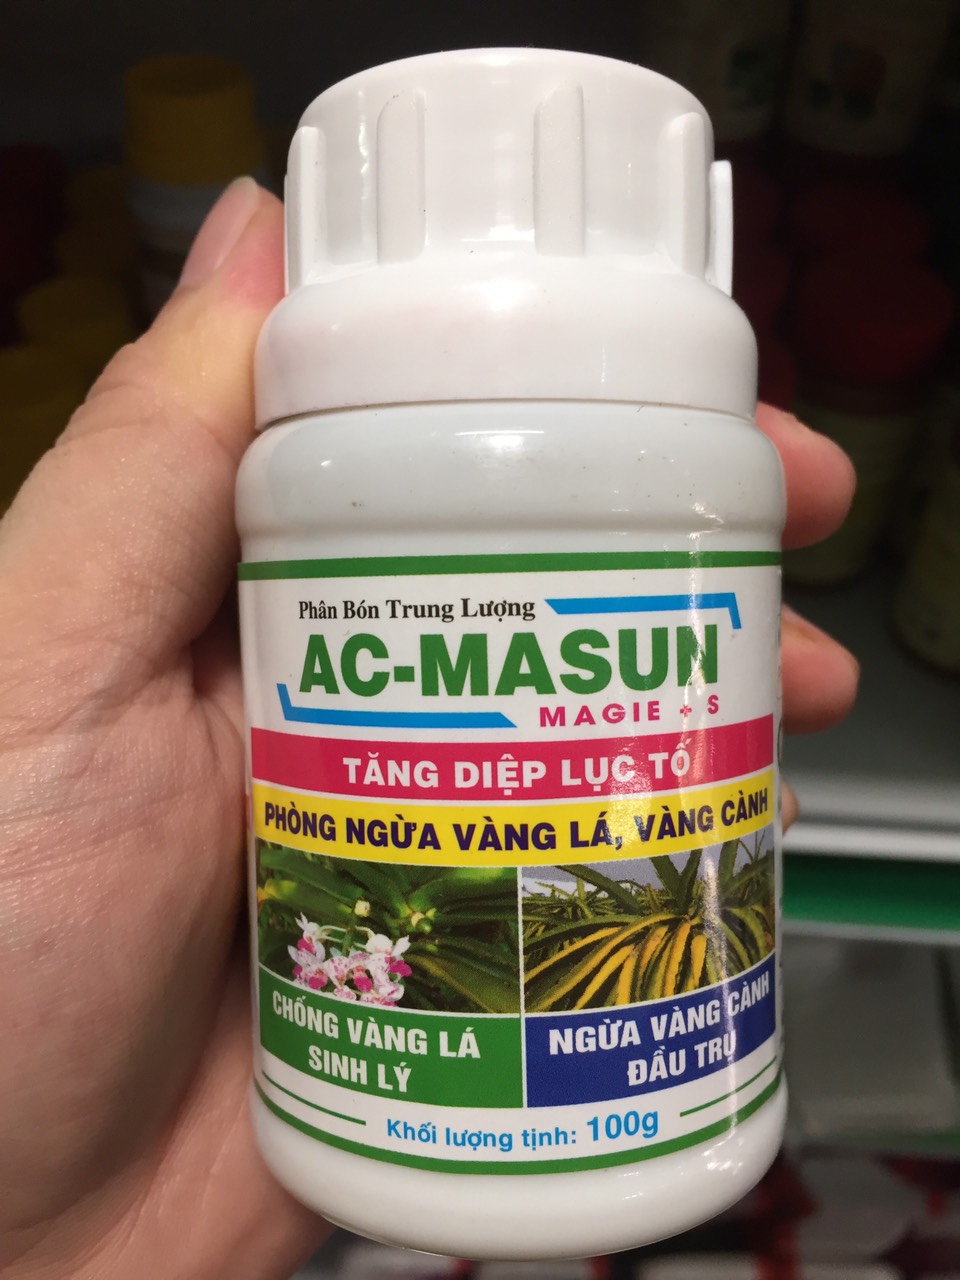 Phân Bón Trung Lượng
AC-MASUN
MAGIE + S
TĂNG DIỆP LỤC TỐ
PHÒNG NGỪA VÀNG LÁ, VÀNG CÀNH
CHỐNG VÀNG LÁ
SINH LÝ
NGỪA VÀNG CÀNH
ĐẦU TRỤ
Khối lượng tịnh: 100g